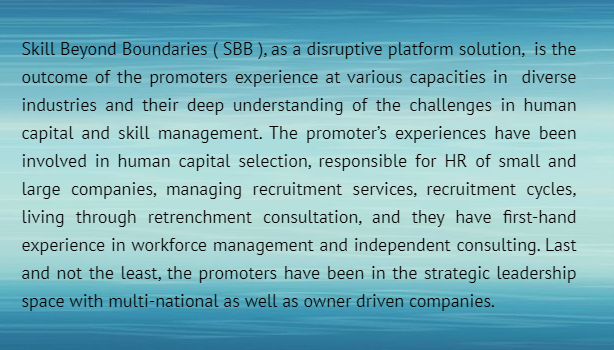 Skill Beyond Boundaries ( SBB ), as a disruptive platform solution,  is the
outcome of the promoters experience at various capacities in  diverse
industries and their deep understanding of the challenges in human
capital and skill management. The promoter's experiences have been
involved in human capital selection, responsible for HR of small and
large companies, managing recruitment services, recruitment cycles,
living through retrenchment consultation, and they have first-hand
experience in workforce management and independent consulting. Last
and not the least, the promoters have been in the strategic leadership
space with multi-national as well as owner driven companies.